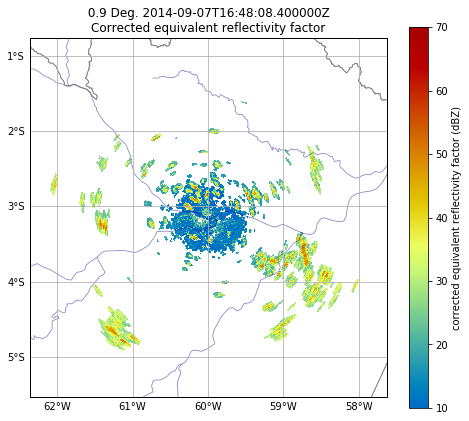 0.9 Deg. 2014-09-07T16:48:08.400000Z
Corrected equivalent reflectivity factor
1°S
2°S
3°S
4°S
5°S
62°W 61°W 60°W 59°W 58°W
70
60
50
40
30
20
10
corrected equivalent reflectivity factor (dBZ)